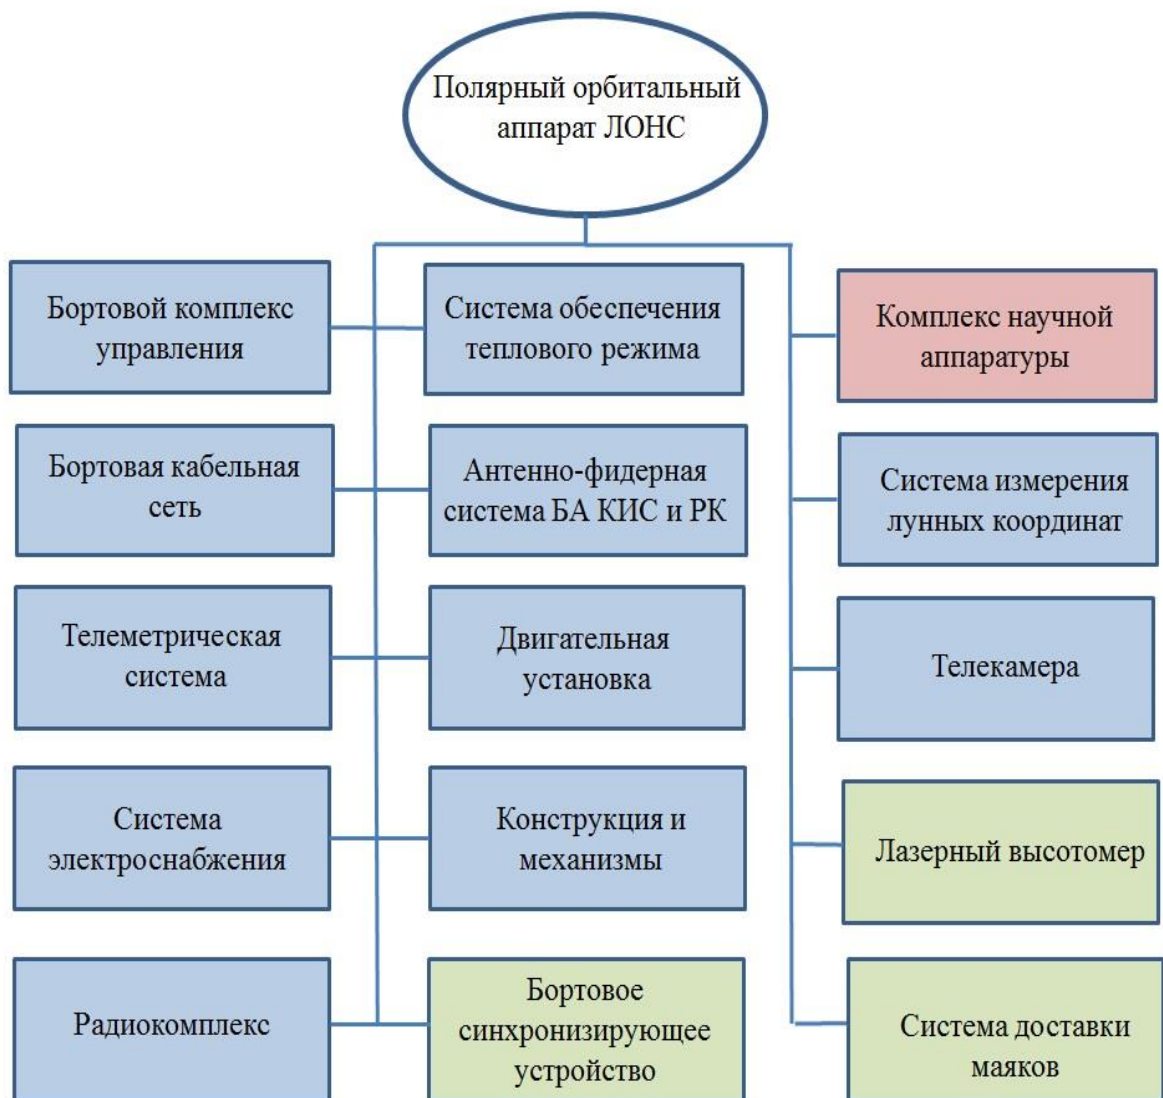 Полярный орбитальный
аппарат ЛОНС
Бортовой комплекс
управления
Система обеспечения
теплового режима
Комплекс научной
аппаратуры
Бортовая кабельная
сеть
Антенно-фидерная
система БА КИС и РК
Система измерения
лунных координат
Телеметрическая
система
Двигательная
установка
Телекамера
Система
электроснабжения
Конструкция и
механизмы
Лазерный высотомер
Радиокомплекс
Бортовое
синхронизирующее
устройство
Система доставки
маяков